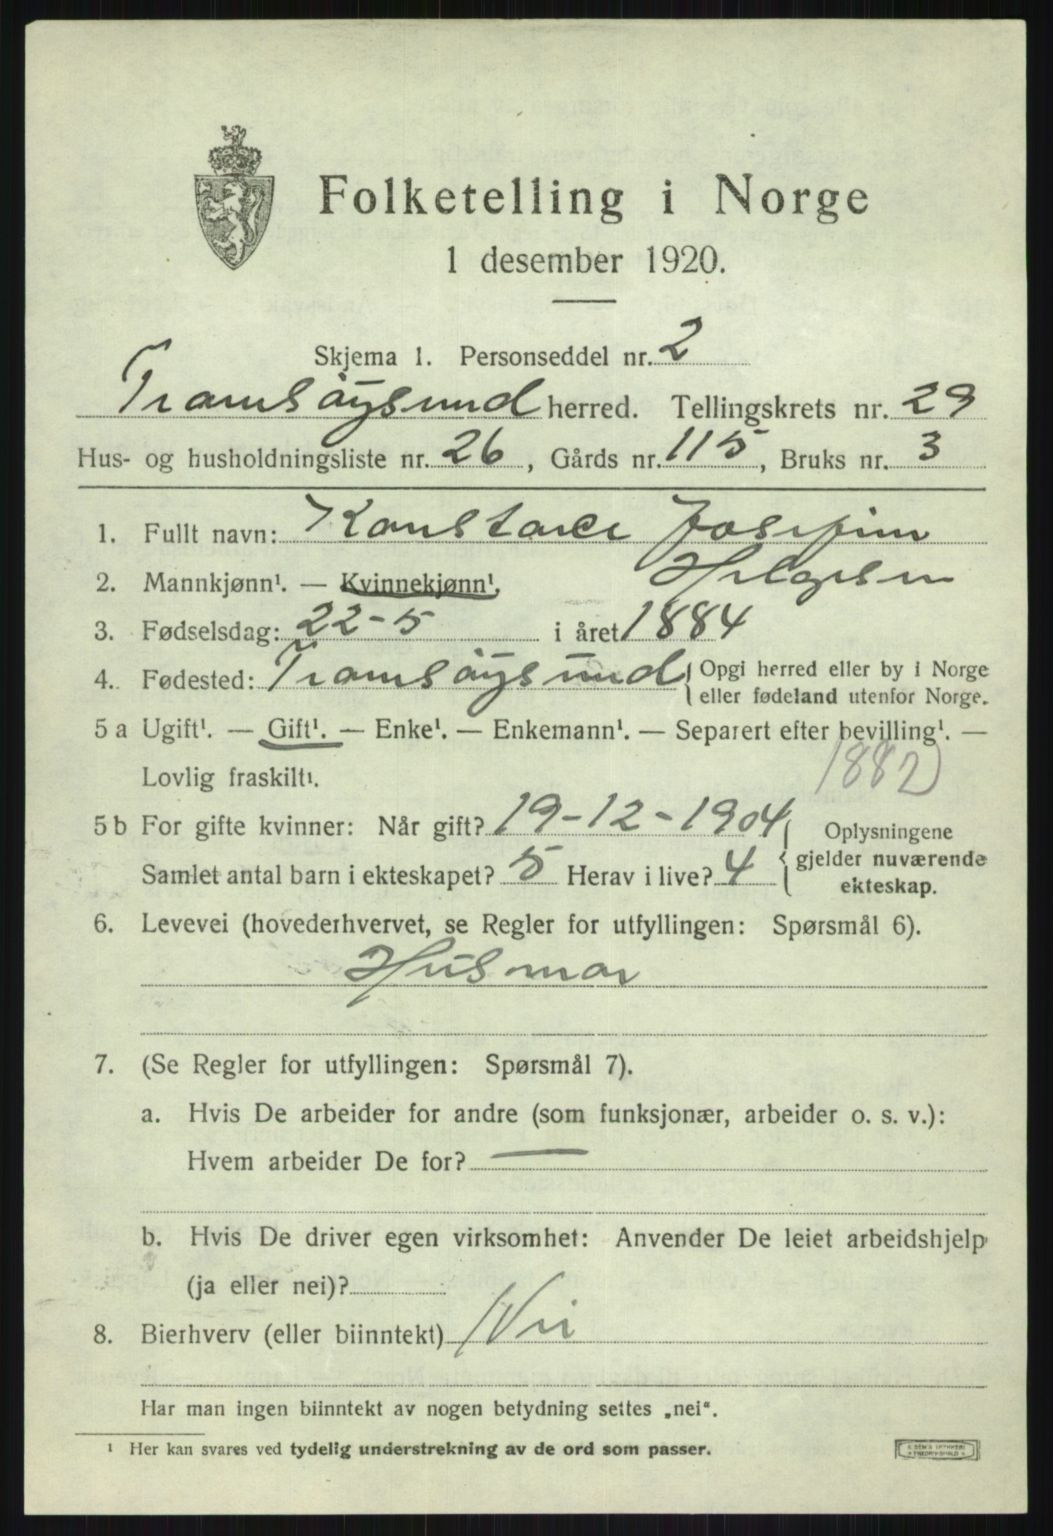 Folketelling i Norge
1 desember 1920.
Skjema 1. Personseddel nr. 2
Tromsöysund herred. Tellingskrets nr. 29
Hus- og husholdningsliste nr. 26, Gårds nr. 115, Bruks nr. 3
1. Fullt navn: Konstance Josefine
Helgesen
2. Mannkjønn¹. — Kvinnekjønn¹.
3. Fødselsdag: 22-5 i året 1884
4. Fødested: Tromsöysund { Opgi herred eller by i Norge
eller fødeland utenfor Norge.
5 a Ugift¹. — Gift¹. — Enke¹. — Enkemann¹. — Separert efter bevilling¹. —
Lovlig fraskilt¹.
1882
5 b For gifte kvinner: Når gift? 19-12-1904 Oplysningene
Samlet antal barn i ekteskapet? 5 Herav i live? 4 { gjelder nuværende
ekteskap.
6. Levevei (hovederhvervet, se Regler for utfyllingen: Spørsmål 6).
Husmor
7. (Se Regler for utfyllingen: Spørsmål 7).
a. Hvis De arbeider for andre (som funksjonær, arbeider o. s. v.):
Hvem arbeider De for? —
b. Hvis De driver egen virksomhet: Anvender De leiet arbeidshjelp
(ja eller nei)?
8. Bierhverv (eller biinntekt) Nei
Har man ingen biinntekt av nogen betydning settes „nei“.
¹ Her kan svares ved tydelig understrekning av de ord som passer.